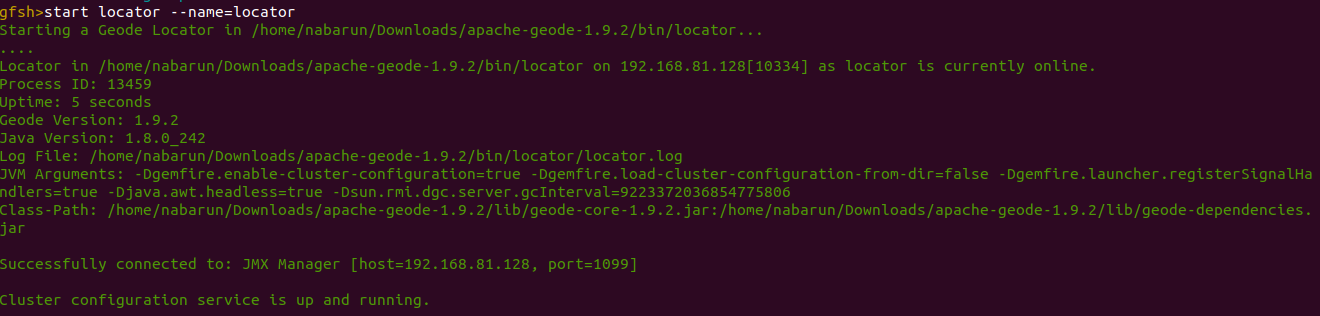 gfsh>start locator --name=locator
Starting a Geode Locator in /home/nabarun/Downloads/apache-geode-1.9.2/bin/locator...
....
Locator in /home/nabarun/Downloads/apache-geode-1.9.2/bin/locator on 192.168.81.128[10334] as locator is currently online.
Process ID: 13459
Uptime: 5 seconds
Geode Version: 1.9.2
Java Version: 1.8.0_242
Log File: /home/nabarun/Downloads/apache-geode-1.9.2/bin/locator/locator.log
JVM Arguments: -Dgemfire.enable-cluster-configuration=true -Dgemfire.load-cluster-configuration-from-dir=false -Dgemfire.launcher.registerSignalHa
ndlers=true -Djava.awt.headless=true -Dsun.rmi.dgc.server.gcInterval=9223372036854775806
Class-Path: /home/nabarun/Downloads/apache-geode-1.9.2/lib/geode-core-1.9.2.jar:/home/nabarun/Downloads/apache-geode-1.9.2/lib/geode-dependencies.
jar
Successfully connected to: JMX Manager [host=192.168.81.128, port=1099]
Cluster configuration service is up and running.